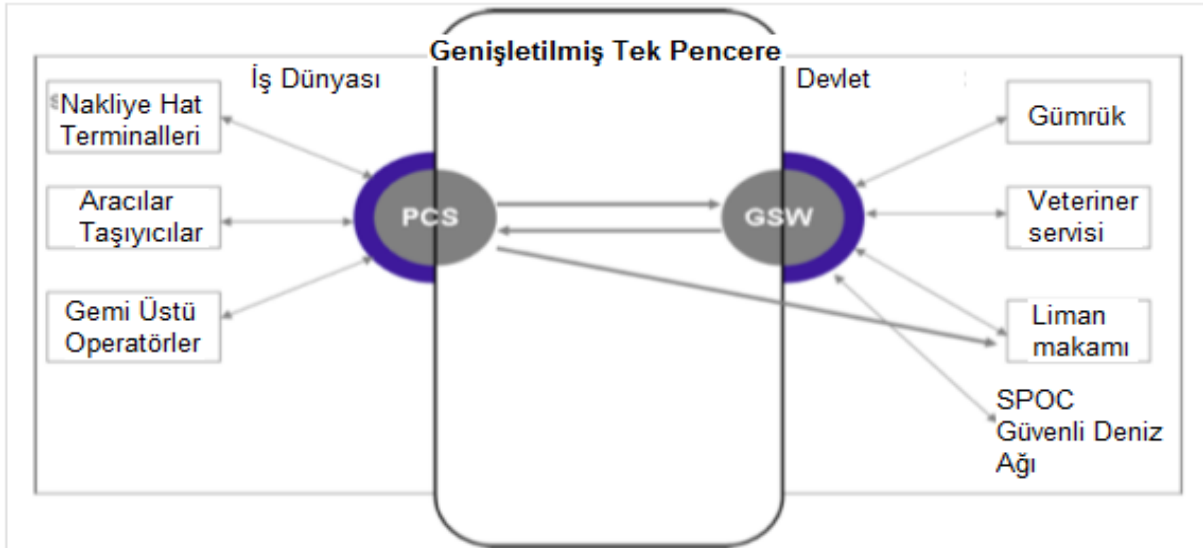 Genişletilmiş Tek Pencere
İş Dünyası
Nakliye Hat
Terminalleri
Aracılar
Taşıyıcılar
Gemi Üstü
Operatörler
PCS
GSW
Devlet
Gümrük
Veteriner
servisi
Liman
makamı
SPOC
Güvenli Deniz
Ağı